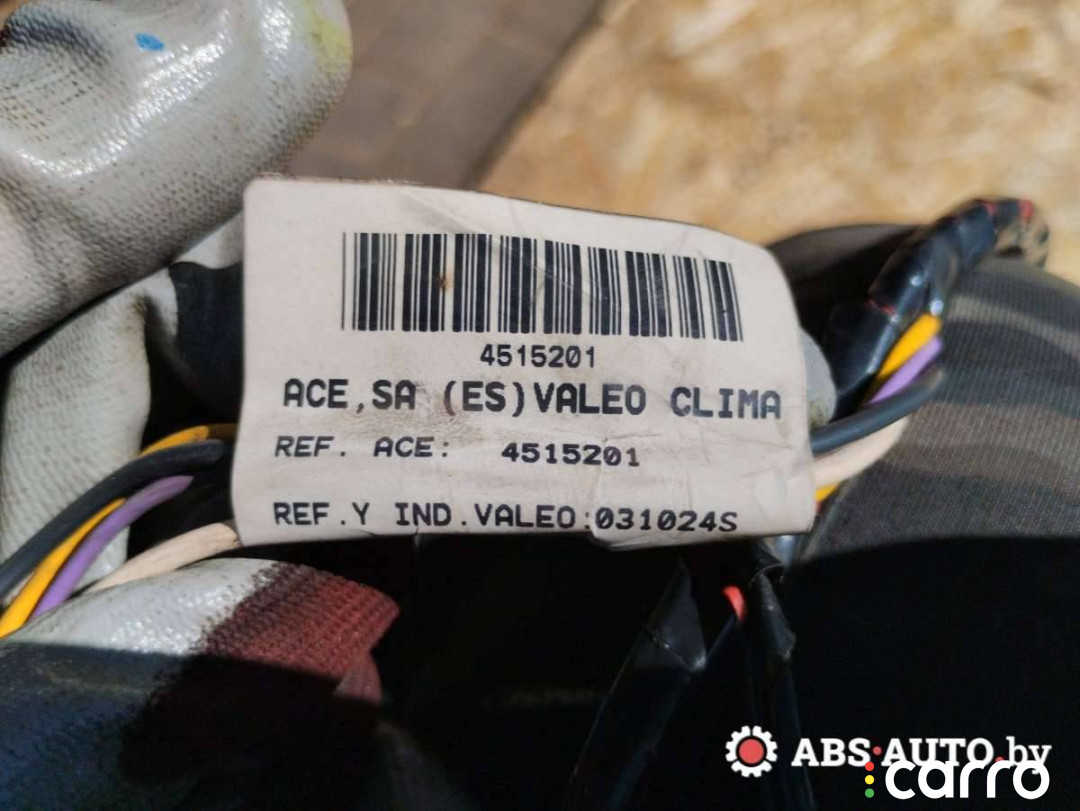 4515201
ACE,SA (ES)VALEO CLIMA
REF. ACE: 4515201
REF.Y IND.VALEO:031024S
ABS-AUTO.by
carro